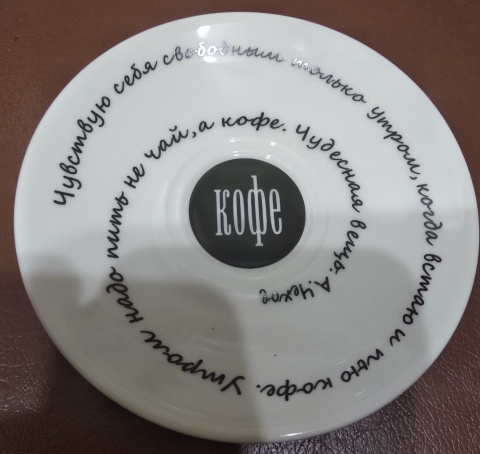 Чувствую себя свободным только утром, когда встаю и пью кофе. Утром надо пить не чай, а кофе. Чудесная вещь. А. Чехов
кофе